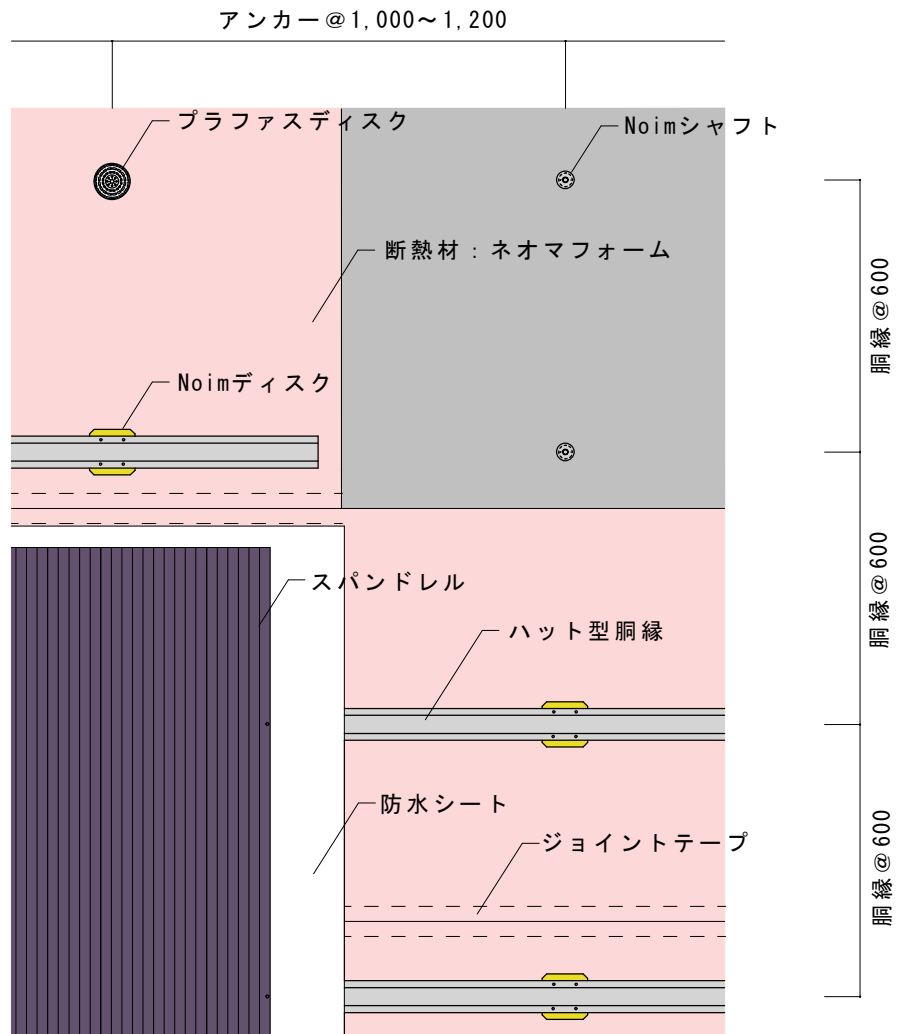 アンカー@1,000～1,200
プラファスディスク
Noimシャフト
断熱材：ネオマフォーム
胴縁@600
Noimディスク
スパンドレル
胴縁@600
ハット型胴縁
防水シート
ジョイントテープ
胴縁@600